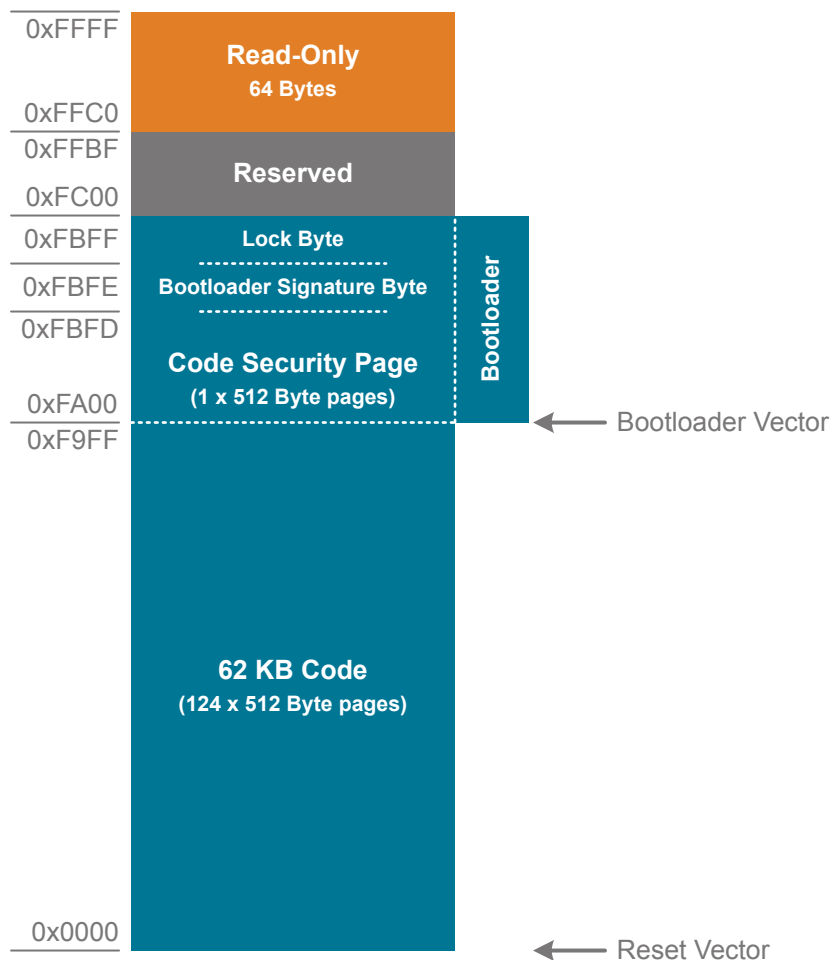 0xFFFF
Read-Only
64 Bytes
0xFFC0
0xFFBF
Reserved
0xFC00
0xFBFF
Lock Byte
0xFBFE
Bootloader Signature Byte
0xFBFD
Code Security Page
(1 x 512 Byte pages)
Bootloader
0xFA00
Bootloader Vector
0xF9FF
62 KB Code
(124 x 512 Byte pages)
0x0000
Reset Vector